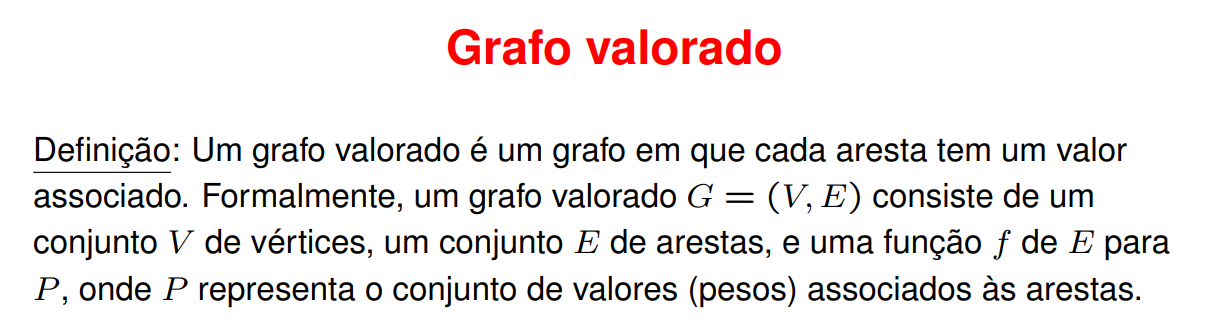 Grafo valorado
Definição: Um grafo valorado é um grafo em que cada aresta tem um valor
associado. Formalmente, um grafo valorado G = (V, E) consiste de um
conjunto V de vértices, um conjunto E de arestas, e uma função f de E para
P, onde P representa o conjunto de valores (pesos) associados às arestas.